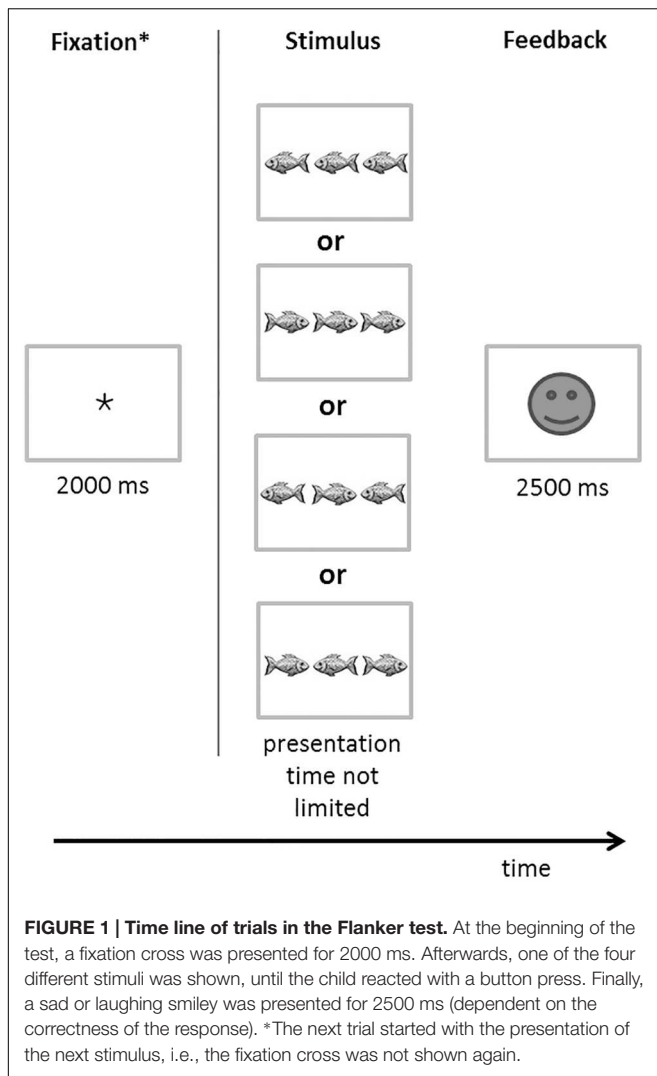 Fixation*
Stimulus
Feedback
or
or
*
2000 ms
2500 ms
or
presentation
time not
limited
time
FIGURE 1 | Time line of trials in the Flanker test. At the beginning of the
test, a fixation cross was presented for 2000 ms. Afterwards, one of the four
different stimuli was shown, until the child reacted with a button press. Finally,
a sad or laughing smiley was presented for 2500 ms (dependent on the
correctness of the response). *The next trial started with the presentation of
the next stimulus, i.e., the fixation cross was not shown again.